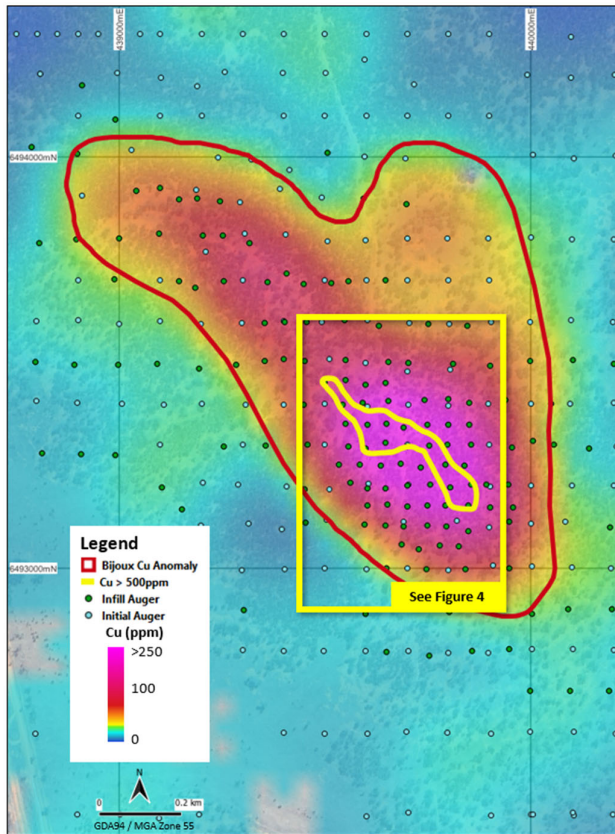 439000mE
440000mE
6494000mN
See Figure 4
6493000mN
Legend
Bijoux Cu Anomaly
Cu > 500ppm
Infill Auger
Initial Auger
Cu (ppm)
>250
100
0
N
0 0.2 km
GDA94 / MGA Zone 55